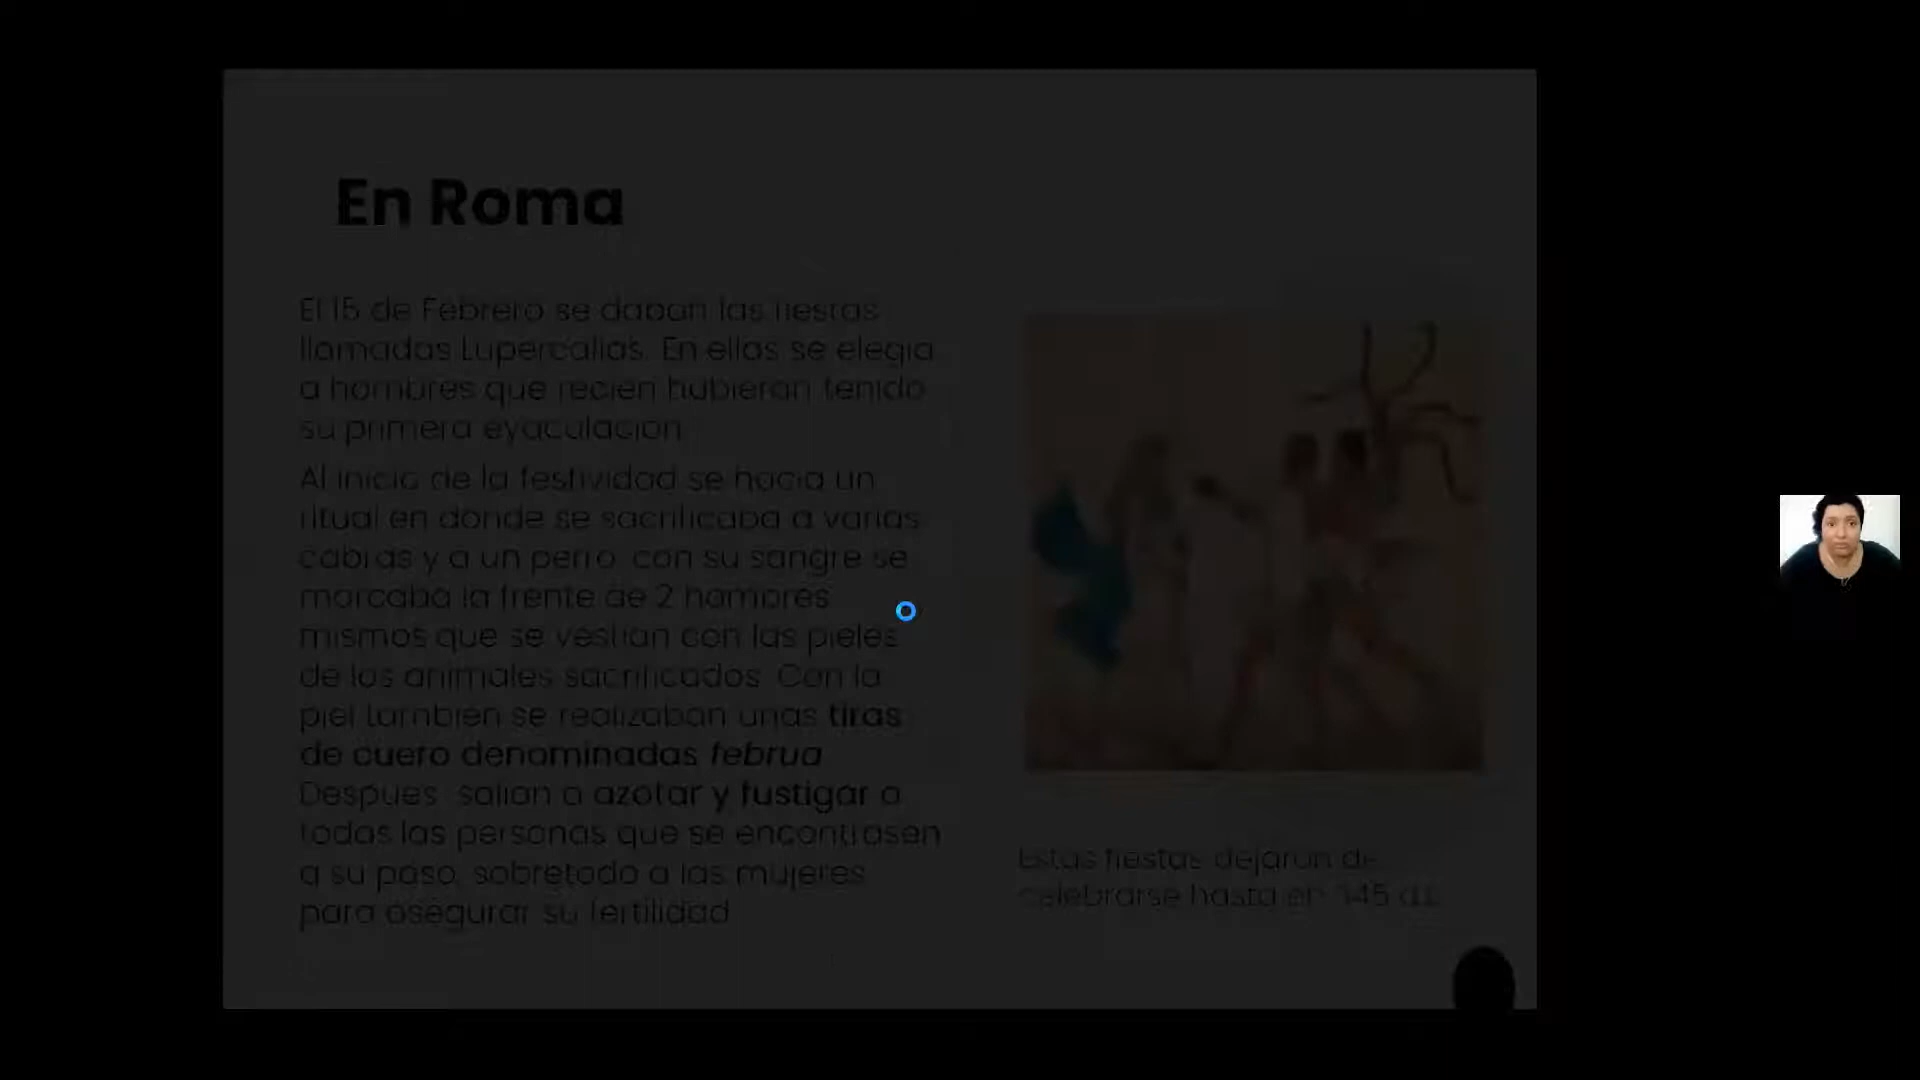 En Roma
El 15 de Febrero se daban las fiestas
llamadas Lupercalias. En ellas se elegía
a hombres que recién hubieran tenido
su primera eyaculación
Al inicio de la festividad se hacía un
ritual en donde se sacrificaba a varias
cabras y a un perro, con su sangre se
marcaba la frente de 2 hombres
mismos que se vestían con las pieles
de los animales sacrificados. Con la
piel también se realizaban unas tiras
de cuero denominadas februa
Después, salían a azotar y fustigar a
todas las personas que se encontrasen
a su paso, sobretodo a las mujeres
para asegurar su fertilidad
Estas fiestas dejaron de
celebrarse hasta en